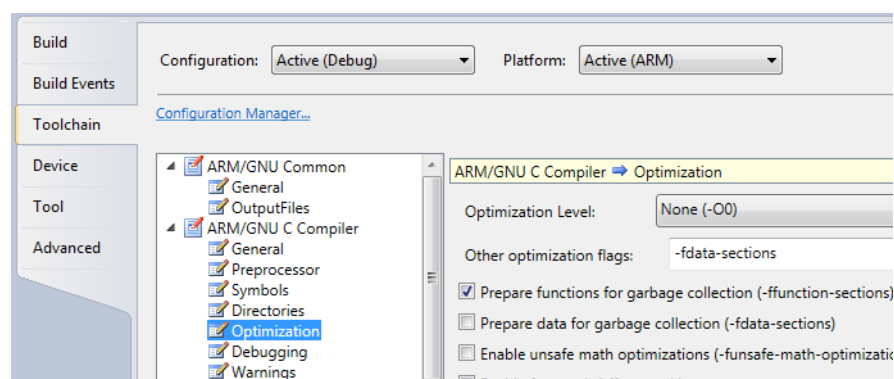 Build
Build Events
Toolchain
Device
Tool
Advanced
Configuration: Active (Debug) Platform: Active (ARM)
Configuration Manager...
ARM/GNU Common
General
OutputFiles
ARM/GNU C Compiler
General
Preprocessor
Symbols
Directories
Optimization
Debugging
Warnings
ARM/GNU C Compiler ➡ Optimization
Optimization Level: None (-O0)
Other optimization flags: -fdata-sections
Prepare functions for garbage collection (-ffunction-sections)
Prepare data for garbage collection (-fdata-sections)
Enable unsafe math optimizations (-funsafe-math-optimizatio